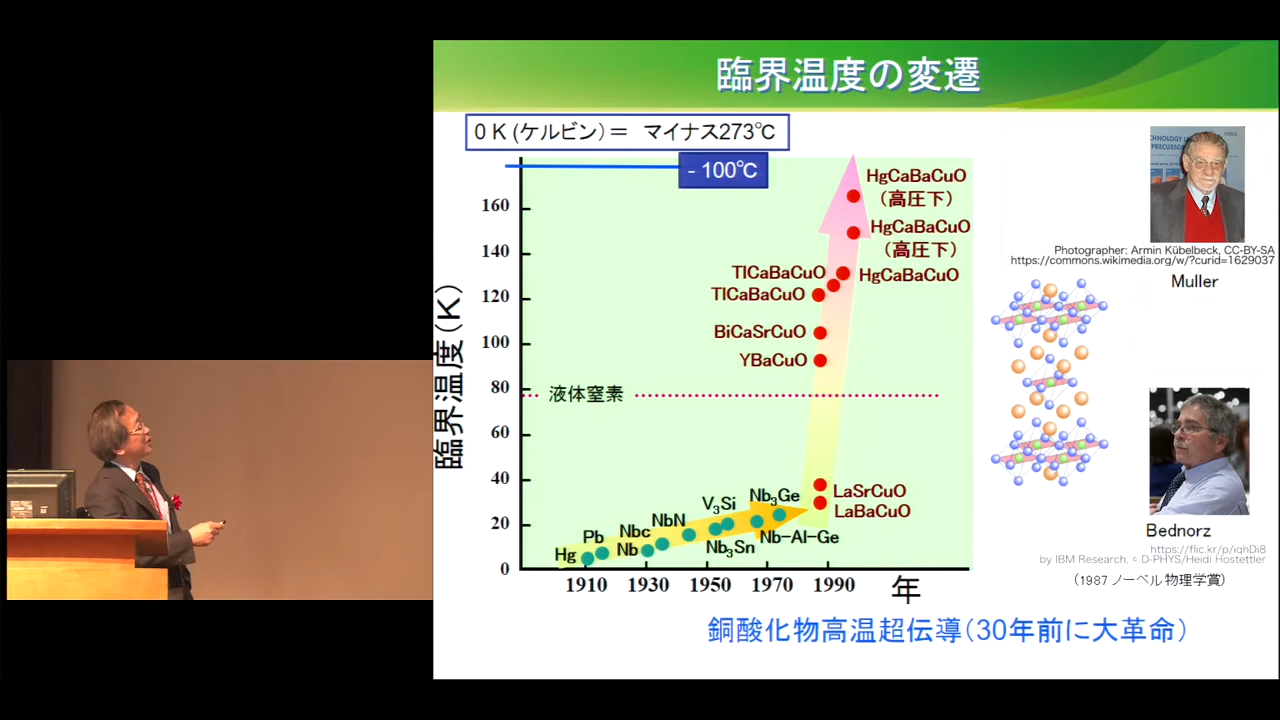 臨界温度の変遷
0 K (ケルビン) = マイナス273℃
- 100℃
臨界温度(K)
160
140
120
100
80
60
40
20
0
HgCaBaCuO
(高圧下)
HgCaBaCuO
(高圧下)
TlCaBaCuO
HgCaBaCuO
TlCaBaCuO
BiCaSrCuO
YBaCuO
液体窒素
LaSrCuO
LaBaCuO
Nb3Ge
V3Si
NbN
Nbc
Pb
Hg
Nb
Nb3Sn
Nb-Al-Ge
1910
1930
1950
1970
1990
年
銅酸化物高温超伝導(30年前に大革命)
Photographer: Armin Kübelbeck, CC-BY-SA
https://commons.wikimedia.org/w/?curid=1629037
Muller
Bednorz
https://flic.kr/p/iqhDi8
by IBM Research, © D-PHYS/Heidi Hostettler
(1987 ノーベル物理学賞)